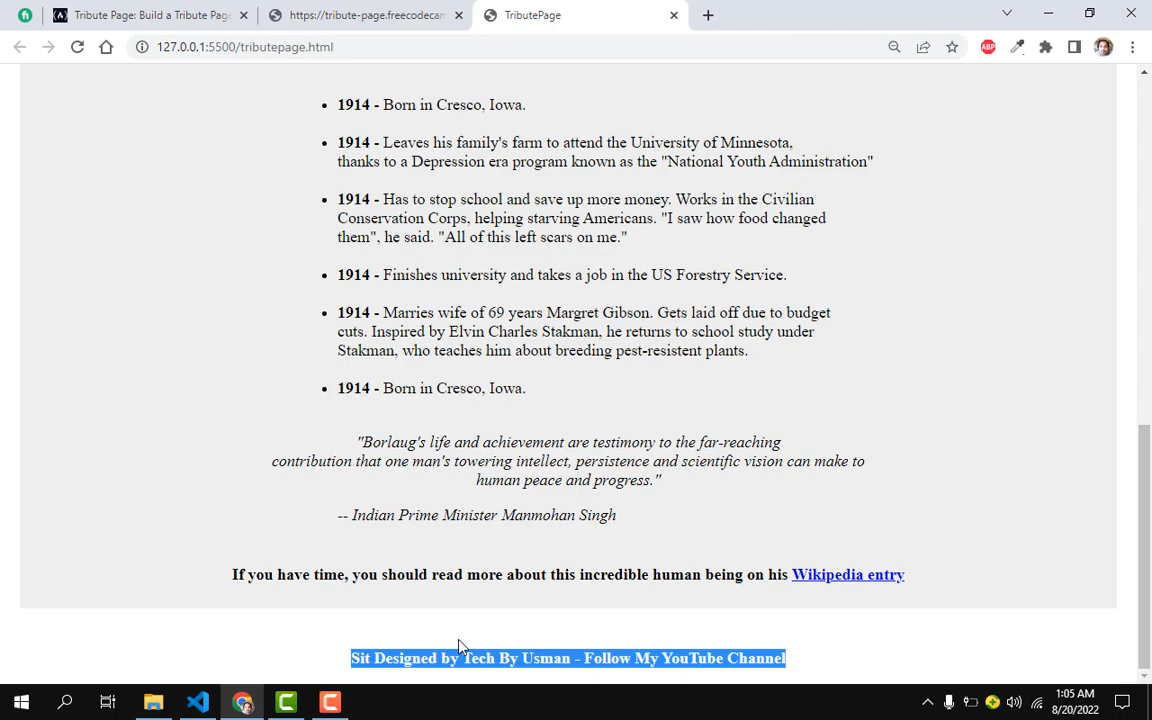 Tribute Page: Build a Tribute Page
https://tribute-page.freecodecam
TributePage
127.0.0.1:5500/tributepage.html
ABP
1914 - Born in Cresco, Iowa.
1914 - Leaves his family's farm to attend the University of Minnesota,
thanks to a Depression era program known as the "National Youth Administration"
1914 - Has to stop school and save up more money. Works in the Civilian
Conservation Corps, helping starving Americans. "I saw how food changed
them", he said. "All of this left scars on me."
1914 - Finishes university and takes a job in the US Forestry Service.
1914 - Marries wife of 69 years Margret Gibson. Gets laid off due to budget
cuts. Inspired by Elvin Charles Stakman, he returns to school study under
Stakman, who teaches him about breeding pest-resistent plants.
1914 - Born in Cresco, Iowa.
"Borlaug's life and achievement are testimony to the far-reaching
contribution that one man's towering intellect, persistence and scientific vision can make to
human peace and progress."
-- Indian Prime Minister Manmohan Singh
If you have time, you should read more about this incredible human being on his Wikipedia entry
Sit Designed by Tech By Usman - Follow My YouTube Channel
1:05 AM
8/20/2022